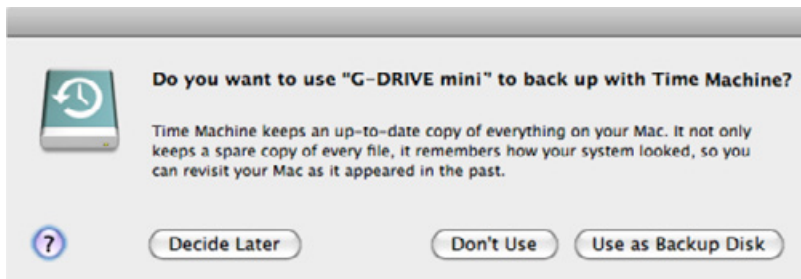 Do you want to use "G-DRIVE mini" to back up with Time Machine?
Time Machine keeps an up-to-date copy of everything on your Mac. It not only
keeps a spare copy of every file, it remembers how your system looked, so you
can revisit your Mac as it appeared in the past.
? Decide Later Don't Use Use as Backup Disk